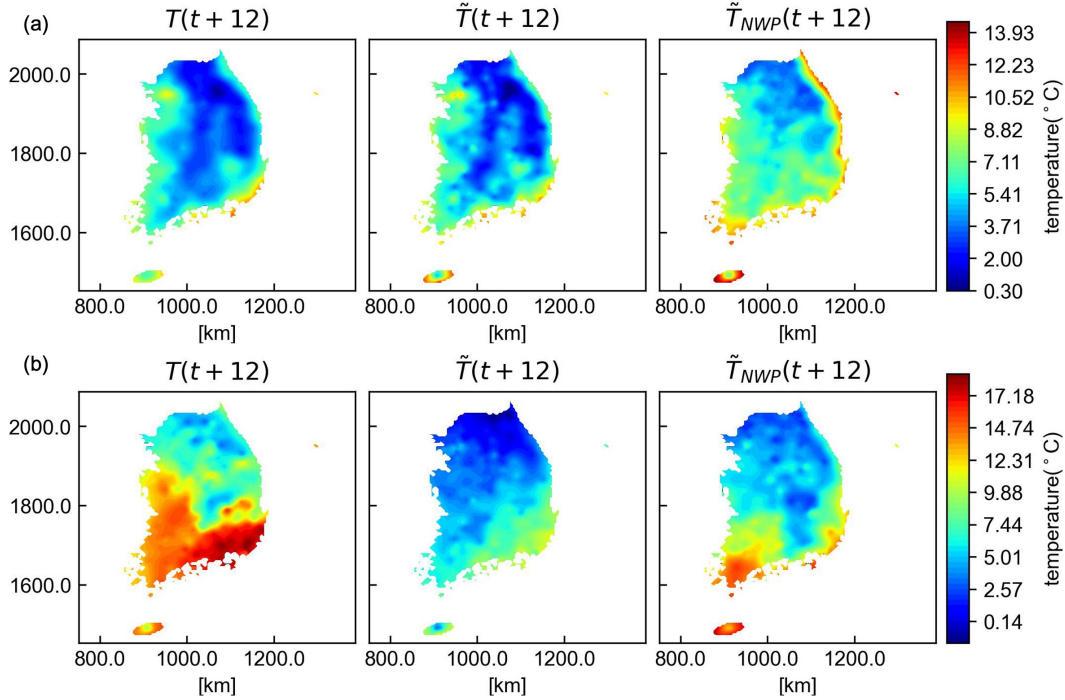 (a)
T(t + 12)
T̃(t + 12)
T̃NWP(t + 12)
2000.0
1800.0
1600.0
800.0 1000.0 1200.0
800.0 1000.0 1200.0
800.0 1000.0 1200.0
[km]
[km]
[km]
13.93
12.23
10.52
8.82
7.11
5.41
3.71
2.00
0.30
temperature(°C)
(b)
T(t + 12)
T̃(t + 12)
T̃NWP(t + 12)
2000.0
1800.0
1600.0
800.0 1000.0 1200.0
800.0 1000.0 1200.0
800.0 1000.0 1200.0
[km]
[km]
[km]
17.18
14.74
12.31
9.88
7.44
5.01
2.57
0.14
temperature(°C)